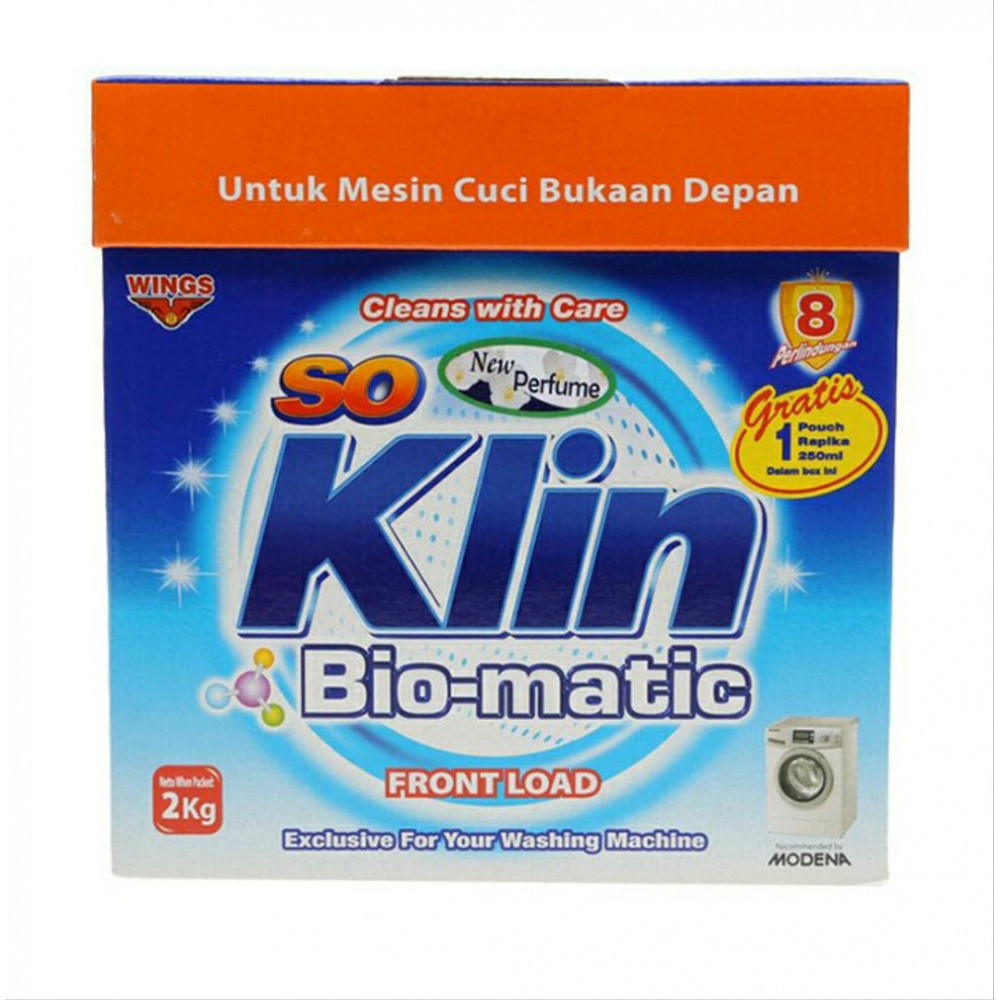 Untuk Mesin Cuci Bukaan Depan
WINGS
Cleans with Care
8
Perlindungan
SO
New Perfume
Gratis
1 Pouch
Rapika
250ml
Dalam box ini
Klin
Bio-matic
FRONT LOAD
Netto When Packed:
2Kg
Exclusive For Your Washing Machine
Recommended by
MODENA